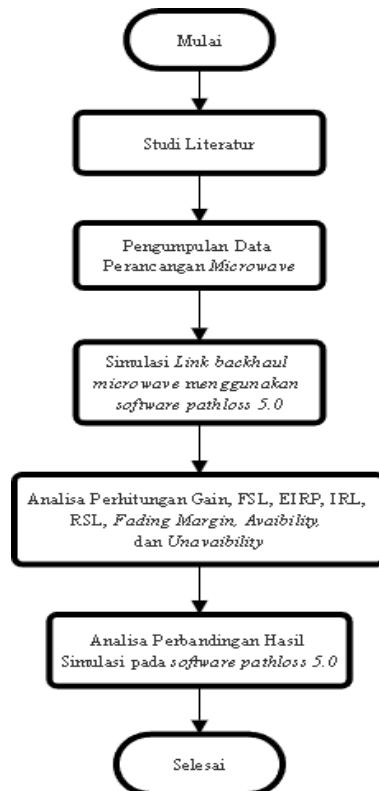 Mulai
Studi Literatur
Pengumpulan Data
Perancangan Microwave
Simulasi Link backhaul
microwave menggunakan
software pathloss 5.0
Analisa Perhitungan Gain, FSL, EIRP, IRL,
RSL, Fading Margin, Avaibility,
dan Unavaibility
Analisa Perbandingan Hasil
Simulasi pada software pathloss 5.0
Selesai